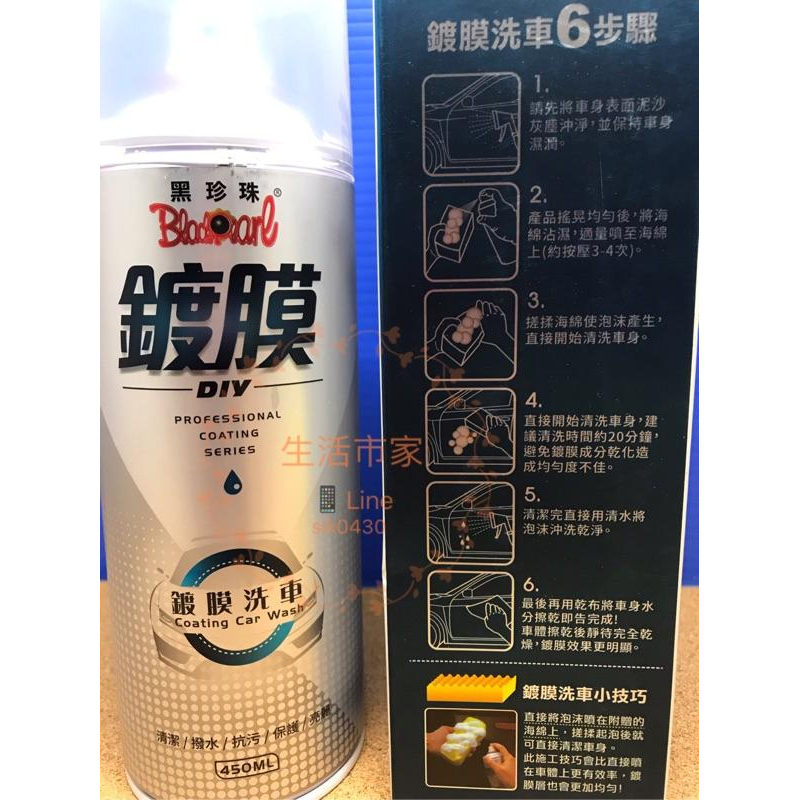 黑珍珠®
BlackPearl
鍍膜
DIY
PROFESSIONAL
COATING
SERIES
鍍膜洗車
Coating Car Wash
清潔/撥水/抗污/保護/亮麗
450ML
生活市家
Line
sk0430
鍍膜洗車6步驟
1.
請先將車身表面泥沙
灰塵沖淨,並保持車身
濕潤。
2.
產品搖晃均勻後,將海
綿沾濕,適量噴至海綿
上(約按壓3-4次)。
3.
搓揉海綿使泡沫產生,
直接開始清洗車身。
4.
直接開始清洗車身,建
議清洗時間約20分鐘,
避免鍍膜成分乾化造
成均勻度不佳。
5.
清潔完直接用清水將
泡沫沖洗乾淨。
6.
最後再用乾布將車身水
分擦乾即告完成!
車體擦乾後靜待完全乾
燥,鍍膜效果更明顯。
鍍膜洗車小技巧
直接將泡沫噴在附贈的
海綿上,搓揉起泡後就
可直接清潔車身。
此施工技巧會比直接噴
在車體上更有效率,鍍
膜層也會更加均勻!